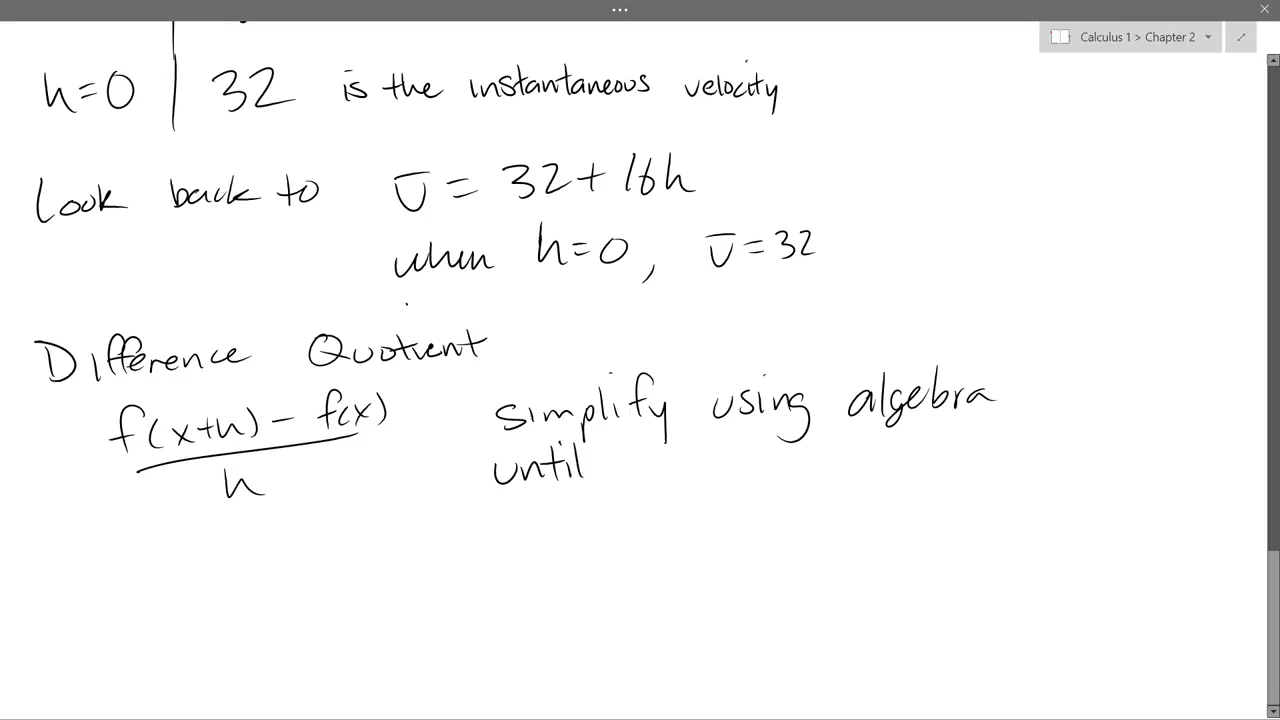 Calculus 1 > Chapter 2
h=0 | 32 is the instantaneous velocity
Look back to v̅ = 32 + 16h
when h=0, v̅ = 32
Difference Quotient
f(x+h) - f(x) simplify using algebra
h until